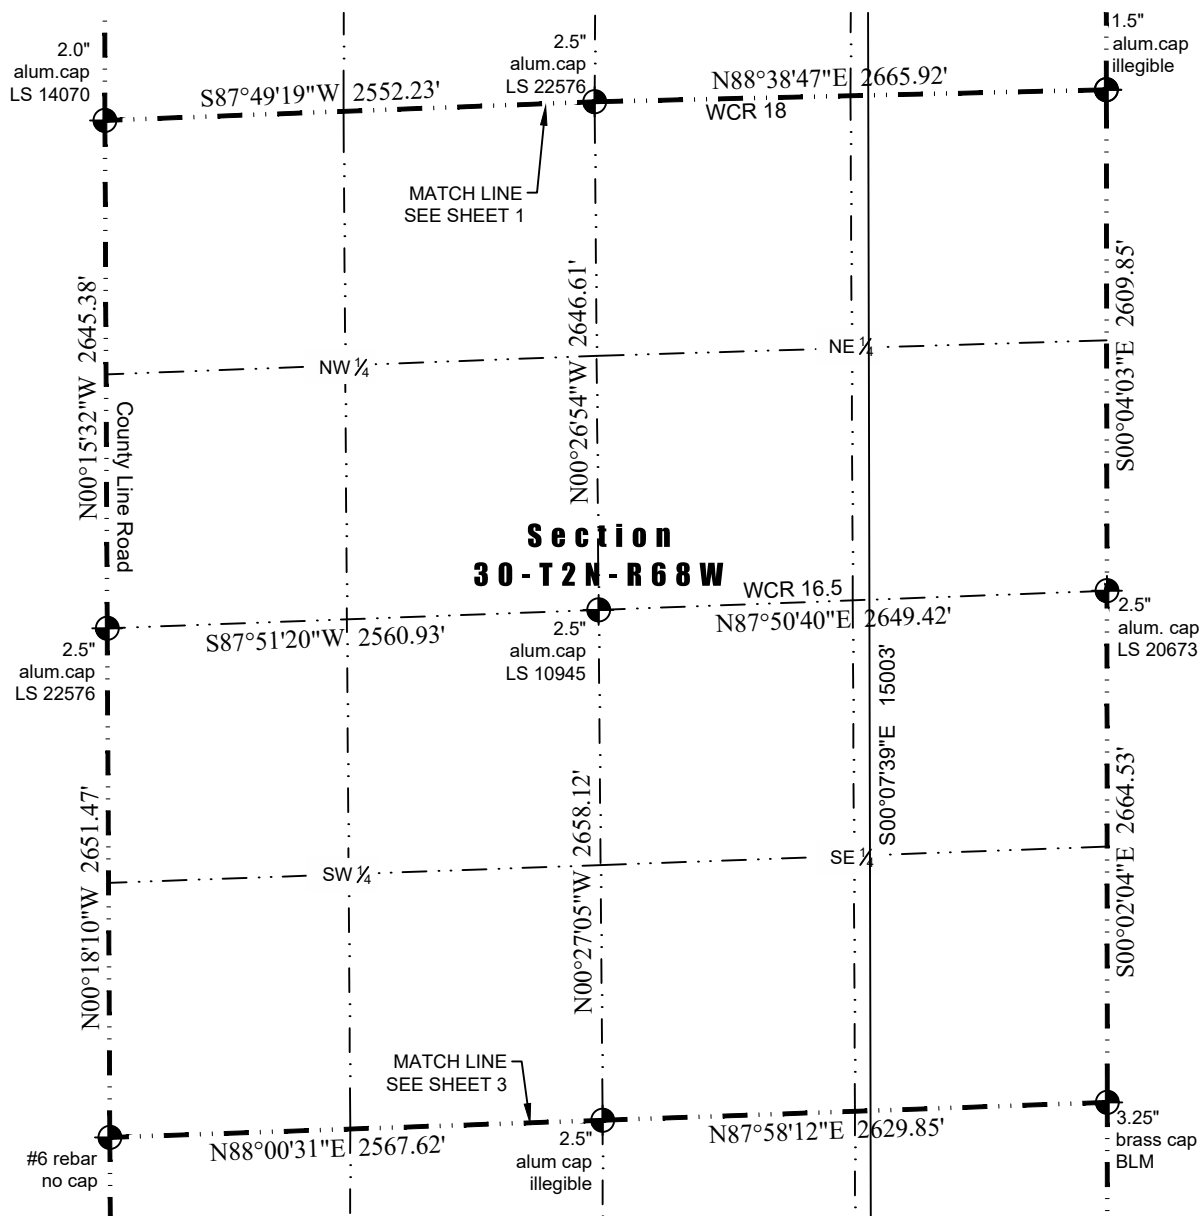 2.0"
alum.cap
LS 14070
S87°49'19"W 2552.23'
2.5"
alum.cap
LS 22576
N88°38'47"E 2665.92'
WCR 18
1.5"
alum.cap
illegible
MATCH LINE
SEE SHEET 1
N00°15'32"W 2645.38'
County Line Road
N00°26'54"W 2646.61'
S00°04'03"E 2609.85'
NW 1/4
NE 1/4
Section
30-T2N-R68W
WCR 16.5
S87°51'20"W 2560.93'
N87°50'40"E 2649.42'
2.5"
alum.cap
LS 22576
2.5"
alum.cap
LS 10945
2.5"
alum. cap
LS 20673
S00°07'39"E 15003'
N00°18'10"W 2651.47'
N00°27'05"W 2658.12'
S00°02'04"E 2664.53'
SW 1/4
SE 1/4
MATCH LINE
SEE SHEET 3
N88°00'31"E 2567.62'
N87°58'12"E 2629.85'
#6 rebar
no cap
2.5"
alum cap
illegible
3.25"
brass cap
BLM